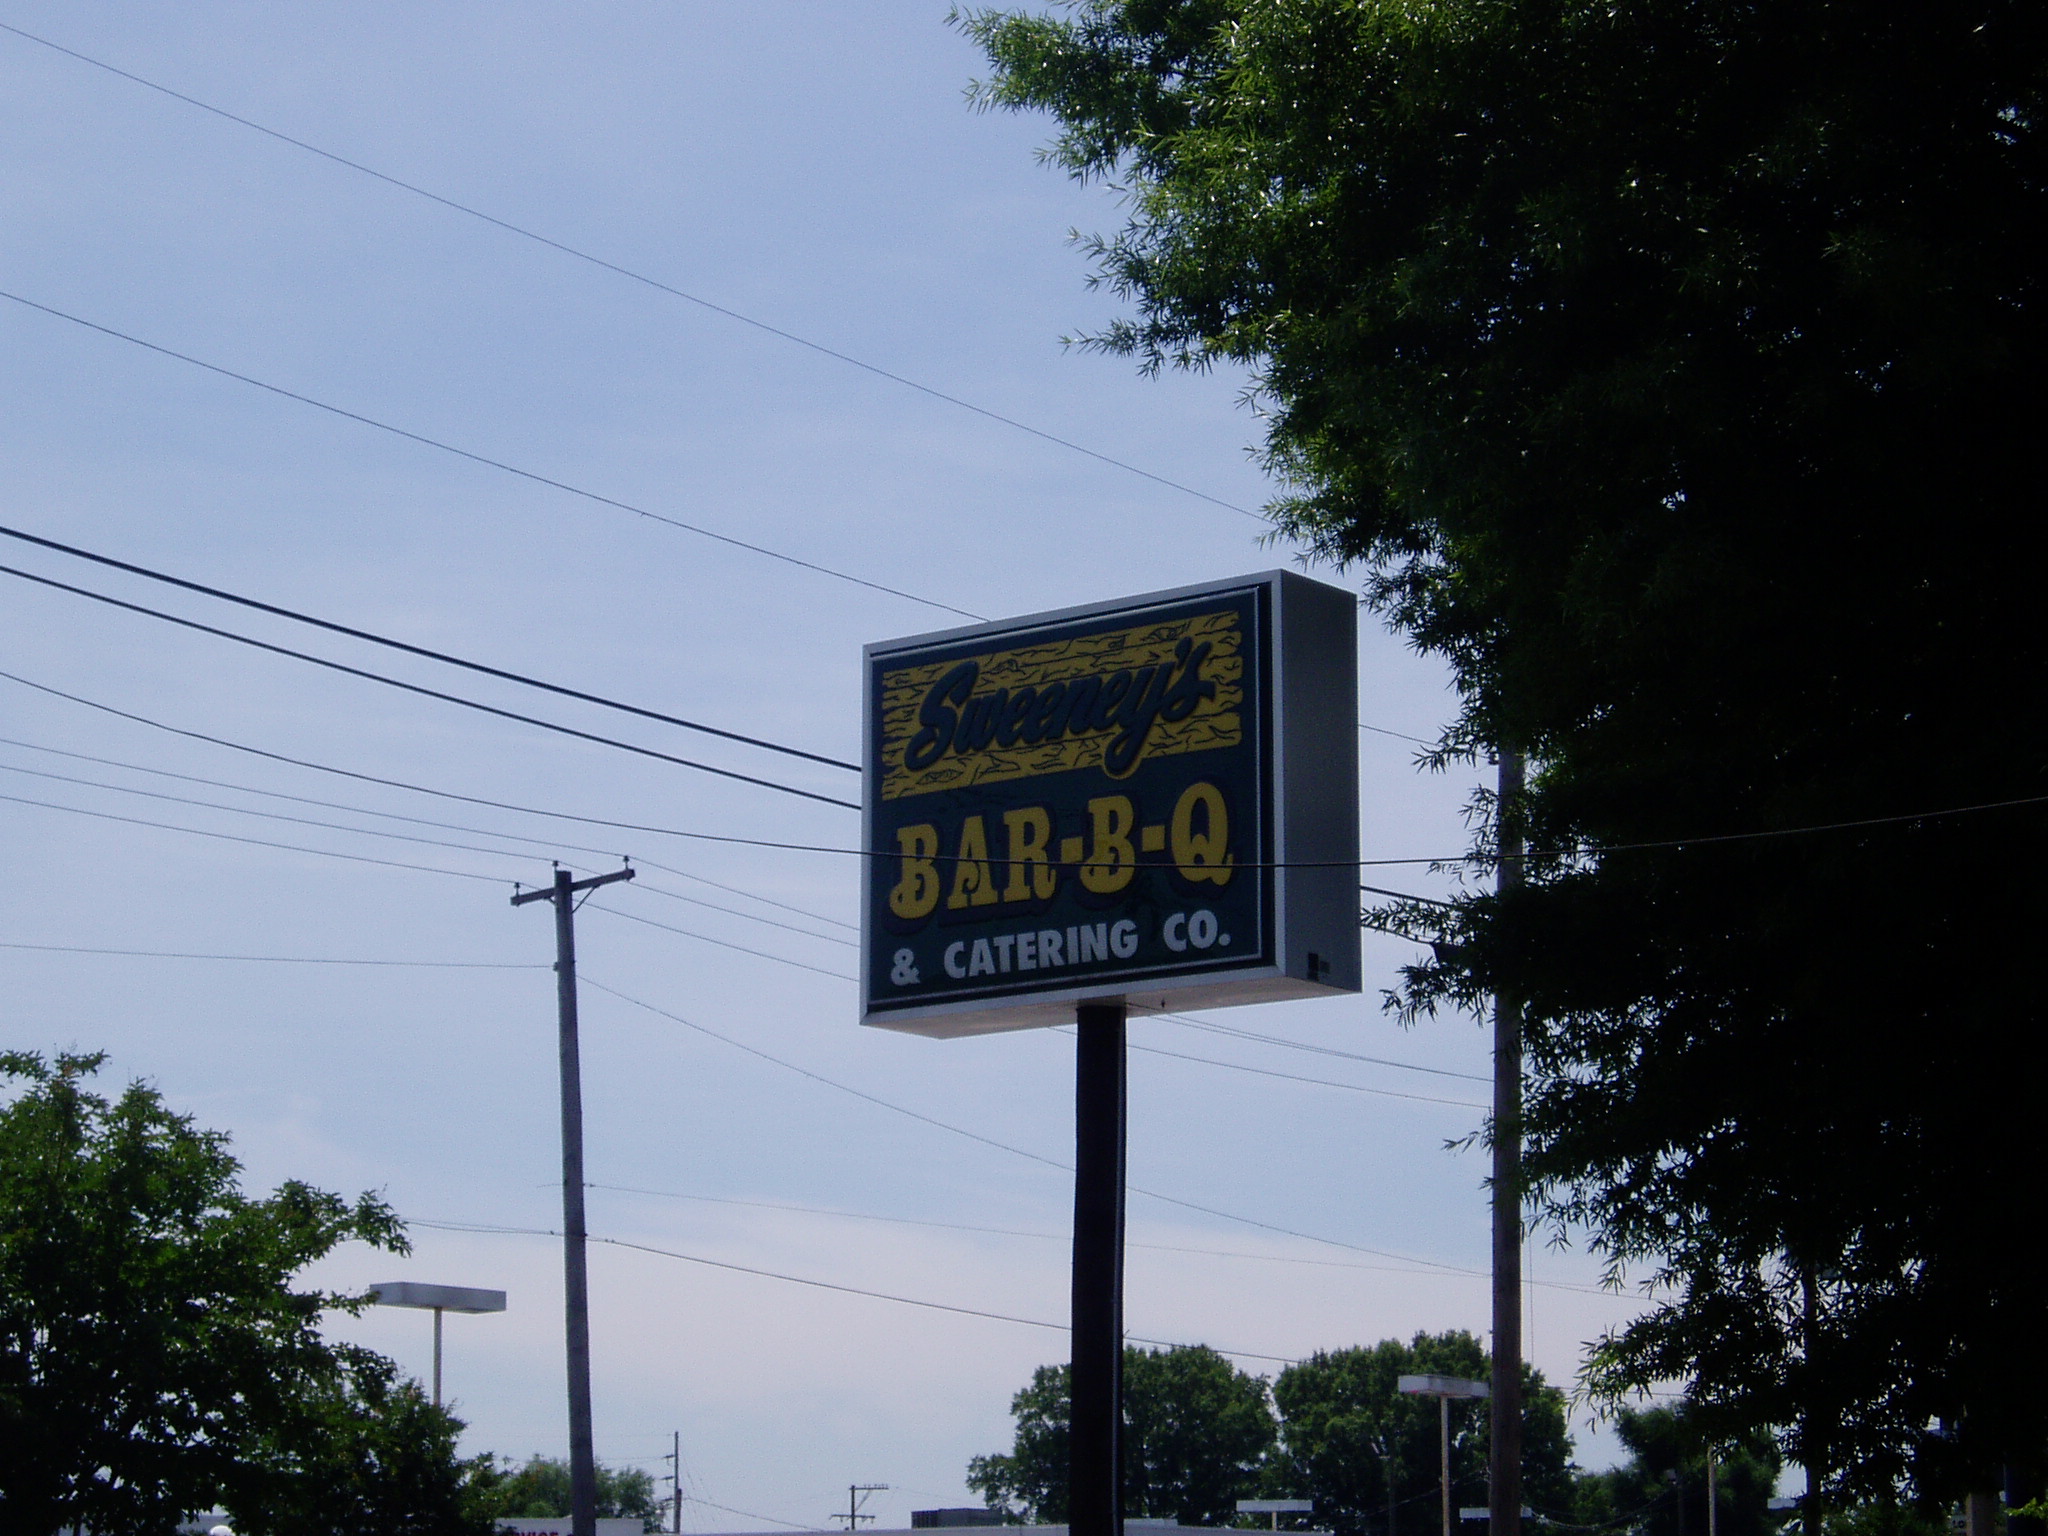 Sweeney's
BAR-B-Q
& CATERING CO.